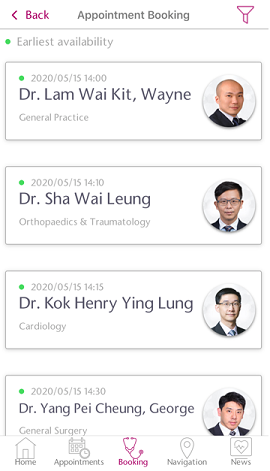 Back
Appointment Booking
Earliest availability
2020/05/15 14:00
Dr. Lam Wai Kit, Wayne
General Practice
2020/05/15 14:10
Dr. Sha Wai Leung
Orthopaedics & Traumatology
2020/05/15 14:15
Dr. Kok Henry Ying Lung
Cardiology
2020/05/15 14:30
Dr. Yang Pei Cheung, George
General Surgery
Home
Appointments
Booking
Navigation
News